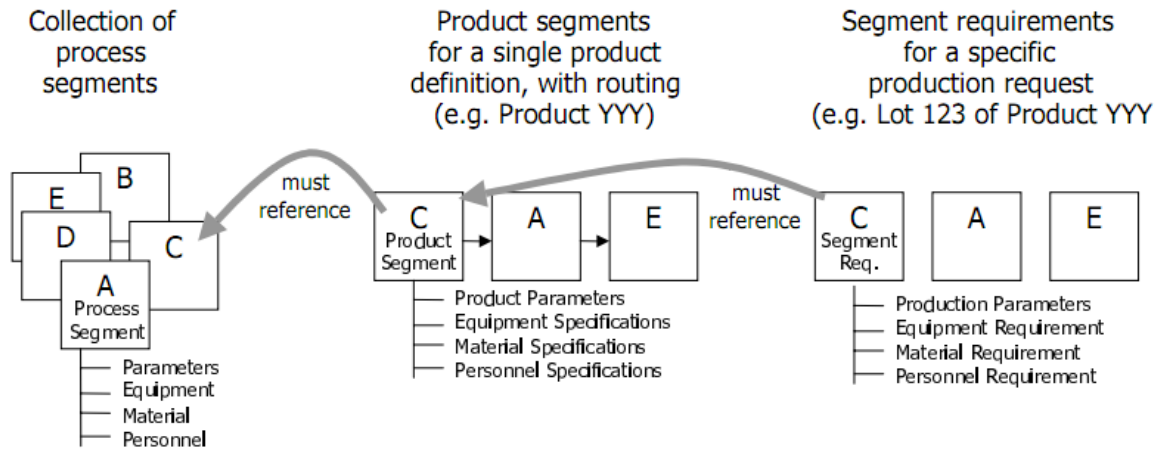 Collection of
process
segments
Product segments
for a single product
definition, with routing
(e.g. Product YYY)
Segment requirements
for a specific
production request
(e.g. Lot 123 of Product YYY
B
E
D
C
A
Process
Segment
Parameters
Equipment
Material
Personnel
must
reference
C
Product
Segment
A
E
Product Parameters
Equipment Specifications
Material Specifications
Personnel Specifications
must
reference
C
Segment
Req.
A
E
Production Parameters
Equipment Requirement
Material Requirement
Personnel Requirement